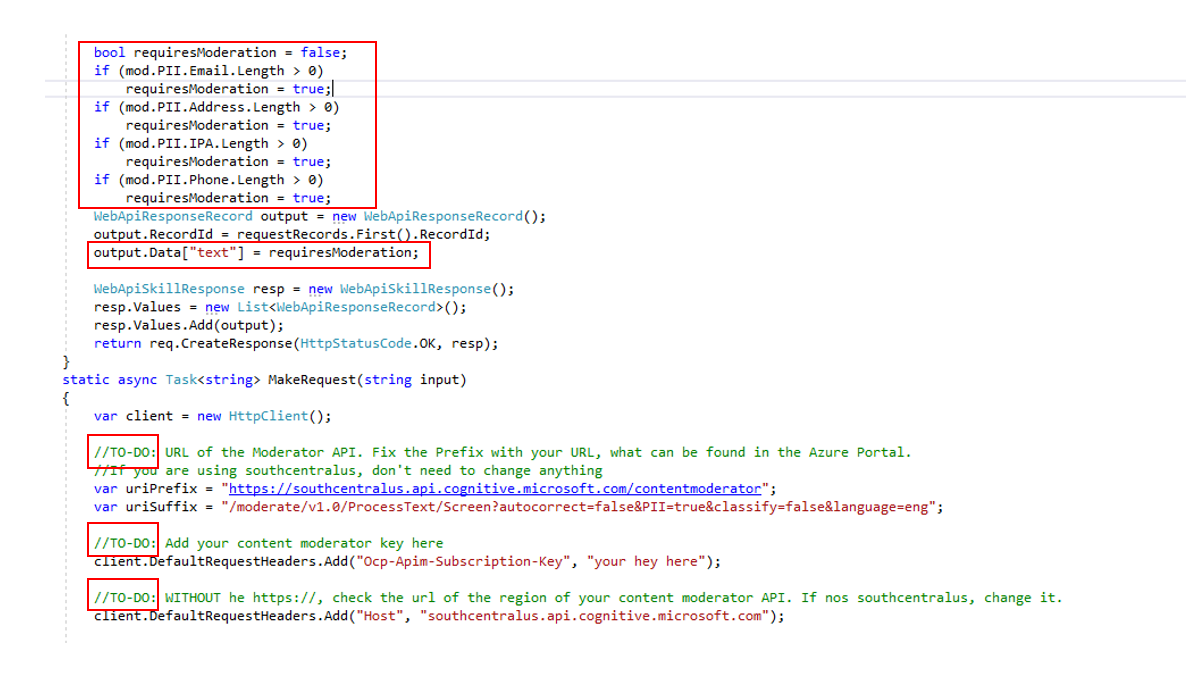 bool requiresModeration = false;
if (mod.PII.Email.Length > 0)
requiresModeration = true;
if (mod.PII.Address.Length > 0)
requiresModeration = true;
if (mod.PII.IPA.Length > 0)
requiresModeration = true;
if (mod.PII.Phone.Length > 0)
requiresModeration = true;
WebApiResponseRecord output = new WebApiResponseRecord();
output.RecordId = requestRecords.First().RecordId;
output.Data["text"] = requiresModeration;
WebApiSkillResponse resp = new WebApiSkillResponse();
resp.Values = new List<WebApiResponseRecord>();
resp.Values.Add(output);
return req.CreateResponse(HttpStatusCode.OK, resp);
}
static async Task<string> MakeRequest(string input)
{
var client = new HttpClient();
//TO-DO: URL of the Moderator API. Fix the Prefix with your URL, what can be found in the Azure Portal.
//If you are using southcentralus, don't need to change anything
var uriPrefix = "https://southcentralus.api.cognitive.microsoft.com/contentmoderator";
var uriSuffix = "/moderate/v1.0/ProcessText/Screen?autocorrect=false&PII=true&classify=false&language=eng";
//TO-DO: Add your content moderator key here
client.DefaultRequestHeaders.Add("Ocp-Apim-Subscription-Key", "your hey here");
//TO-DO: WITHOUT he https://, check the url of the region of your content moderator API. If nos southcentralus, change it.
client.DefaultRequestHeaders.Add("Host", "southcentralus.api.cognitive.microsoft.com");